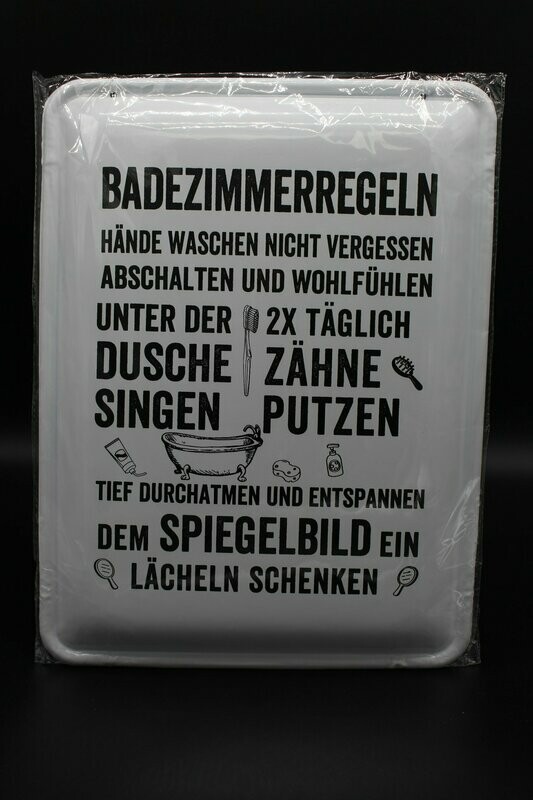 BADEZIMMERREGELN
HÄNDE WASCHEN NICHT VERGESSEN
ABSCHALTEN UND WOHLFÜHLEN
UNTER DER
DUSCHE
SINGEN
2X TÄGLICH
ZÄHNE
PUTZEN
TIEF DURCHATMEN UND ENTSPANNEN
DEM SPIEGELBILD EIN
LÄCHELN SCHENKEN